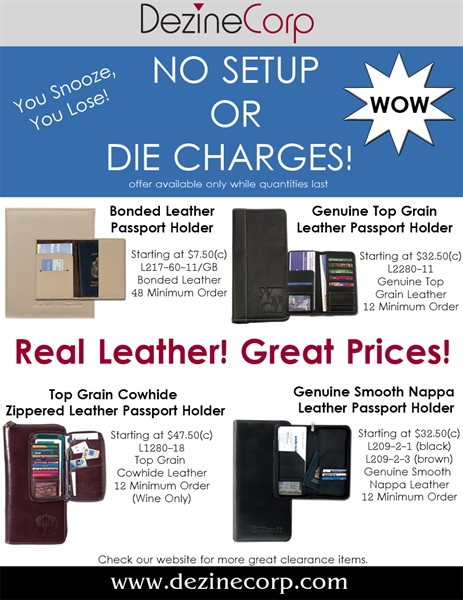 DezineCorp
You Snooze,
You Lose!
NO SETUP
OR
DIE CHARGES!
WOW
offer available only while quantities last
Bonded Leather
Passport Holder
Starting at $7.50(c)
L217-60-11/GB
Bonded Leather
48 Minimum Order
Genuine Top Grain
Leather Passport Holder
Starting at $32.50(c)
L2280-11
Genuine Top
Grain Leather
12 Minimum Order
Real Leather! Great Prices!
Top Grain Cowhide
Zippered Leather Passport Holder
Starting at $47.50(c)
L1280-18
Top Grain
Cowhide Leather
12 Minimum Order
(Wine Only)
Genuine Smooth Nappa
Leather Passport Holder
Starting at $32.50(c)
L209-2-1 (black)
L209-2-3 (brown)
Genuine Smooth
Nappa Leather
12 Minimum Order
Check our website for more great clearance items.
www.dezinecorp.com